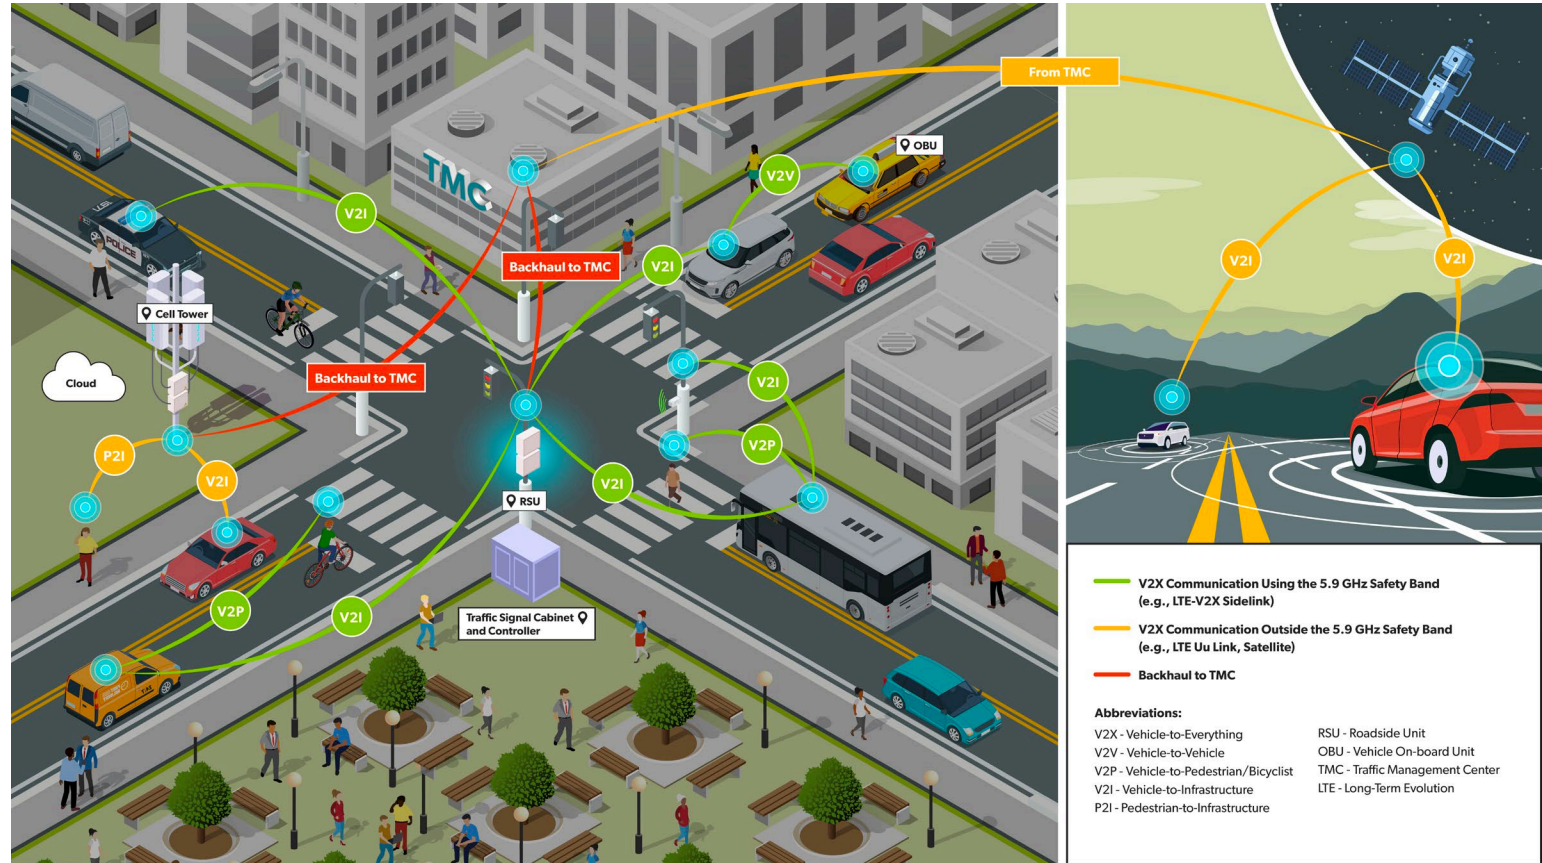 From TMC
TMC
OBU
V2V
V2I
POLICE
Backhaul to TMC
V2I
V2I
V2I
Cell Tower
Backhaul to TMC
Cloud
V2I
V2P
P2I
V2I
V2I
RSU
V2P
V2I
Traffic Signal Cabinet
and Controller
V2X Communication Using the 5.9 GHz Safety Band
(e.g., LTE-V2X Sidelink)
V2X Communication Outside the 5.9 GHz Safety Band
(e.g., LTE Uu Link, Satellite)
Backhaul to TMC
Abbreviations:
V2X - Vehicle-to-Everything
V2V - Vehicle-to-Vehicle
V2P - Vehicle-to-Pedestrian/Bicyclist
V2I - Vehicle-to-Infrastructure
P2I - Pedestrian-to-Infrastructure
RSU - Roadside Unit
OBU - Vehicle On-board Unit
TMC - Traffic Management Center
LTE - Long-Term Evolution